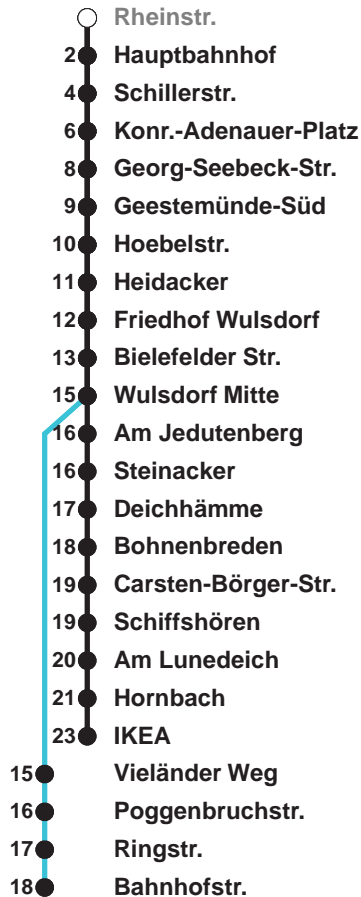 Rheinstr.
2 Hauptbahnhof
4 Schillerstr.
6 Konr.-Adenauer-Platz
8 Georg-Seebeck-Str.
9 Geestemünde-Süd
10 Hoebelstr.
11 Heidacker
12 Friedhof Wulsdorf
13 Bielefelder Str.
15 Wulsdorf Mitte
16 Am Jedutenberg
16 Steinacker
17 Deichhämme
18 Bohnenbreden
19 Carsten-Börger-Str.
19 Schiffshören
20 Am Lunedeich
21 Hornbach
23 IKEA
15 Vieländer Weg
16 Poggenbruchstr.
17 Ringstr.
18 Bahnhofstr.